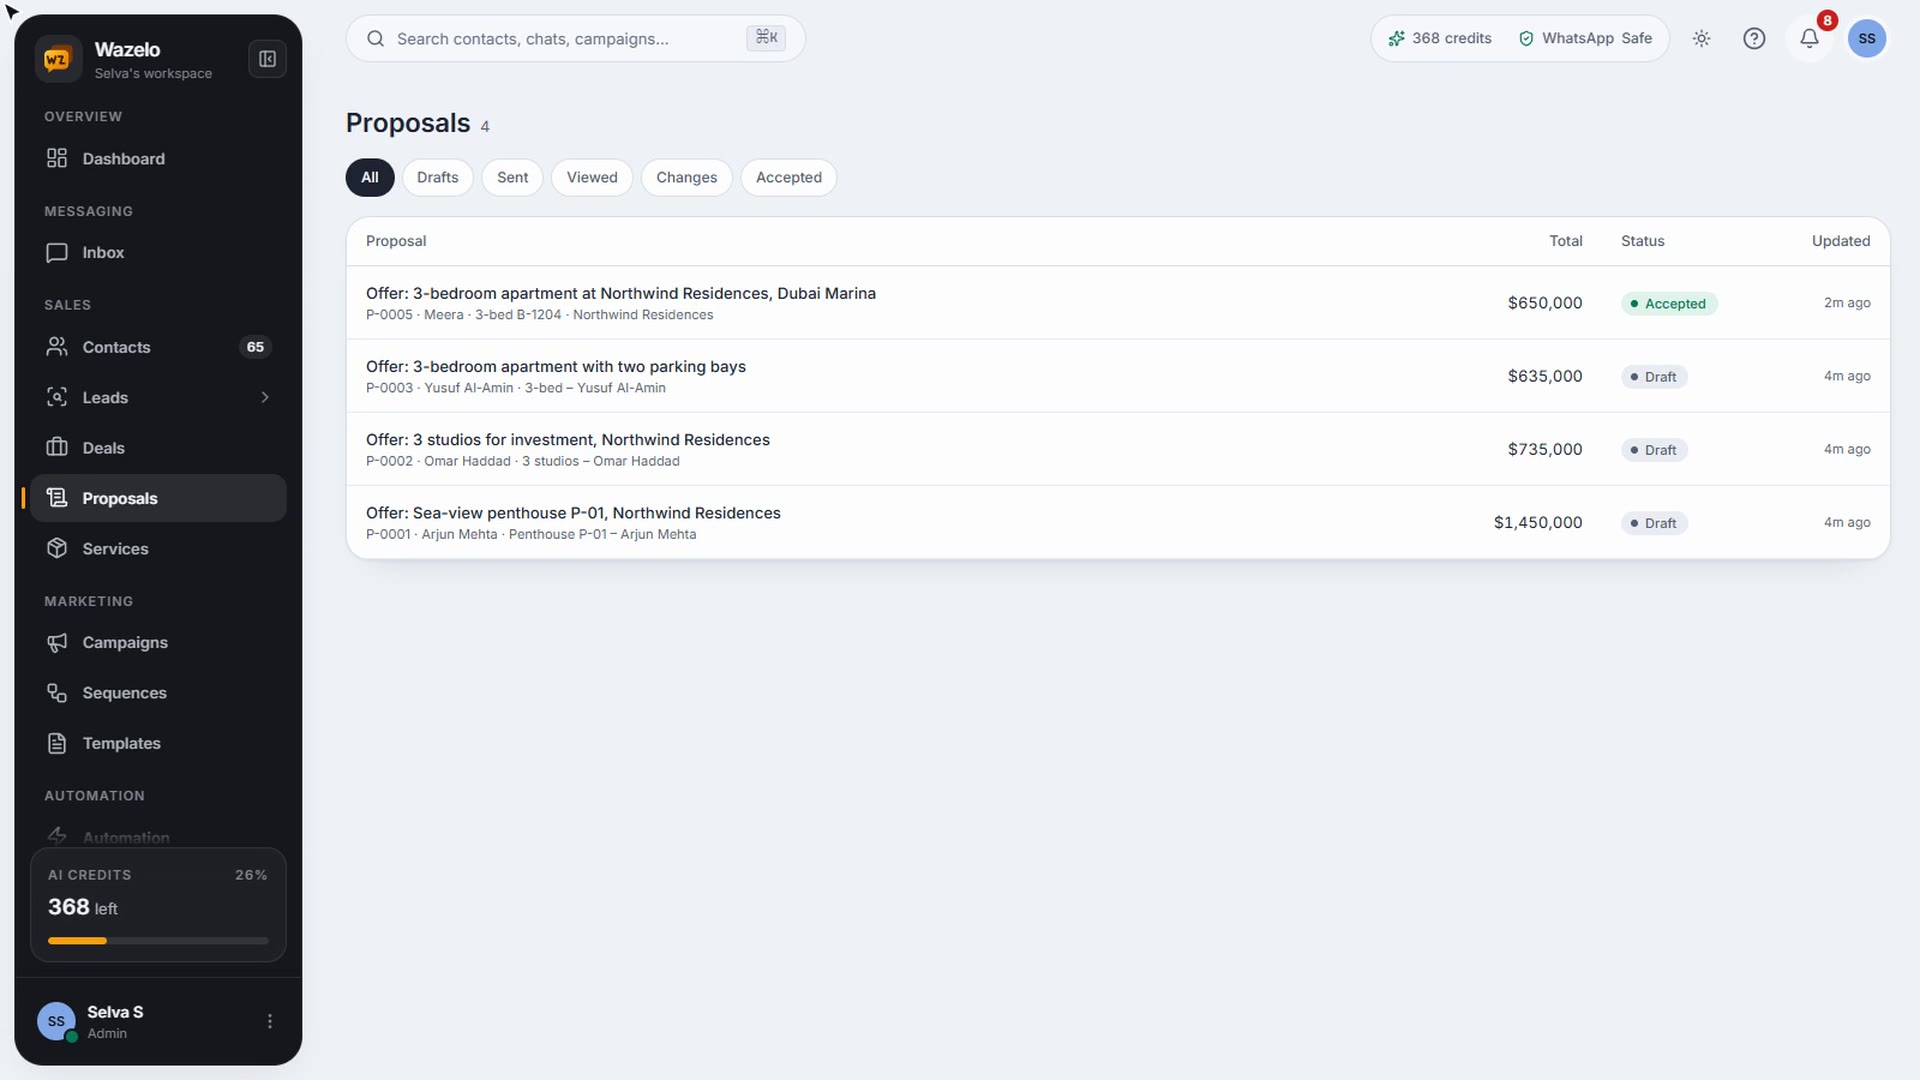 Wazelo
Selva's workspace
OVERVIEW
Dashboard
MESSAGING
Inbox
SALES
Contacts 65
Leads
Deals
Proposals
Services
MARKETING
Campaigns
Sequences
Templates
AUTOMATION
Automation
AI CREDITS 26%
368 left
SS
Selva S
Admin
Search contacts, chats, campaigns... ⌘K
368 credits WhatsApp Safe 8 SS
Proposals 4
All Drafts Sent Viewed Changes Accepted
Proposal Total Status Updated
Offer: 3-bedroom apartment at Northwind Residences, Dubai Marina
P-0005 · Meera · 3-bed B-1204 · Northwind Residences
$650,000 Accepted 2m ago
Offer: 3-bedroom apartment with two parking bays
P-0003 · Yusuf Al-Amin · 3-bed – Yusuf Al-Amin
$635,000 Draft 4m ago
Offer: 3 studios for investment, Northwind Residences
P-0002 · Omar Haddad · 3 studios – Omar Haddad
$735,000 Draft 4m ago
Offer: Sea-view penthouse P-01, Northwind Residences
P-0001 · Arjun Mehta · Penthouse P-01 – Arjun Mehta
$1,450,000 Draft 4m ago